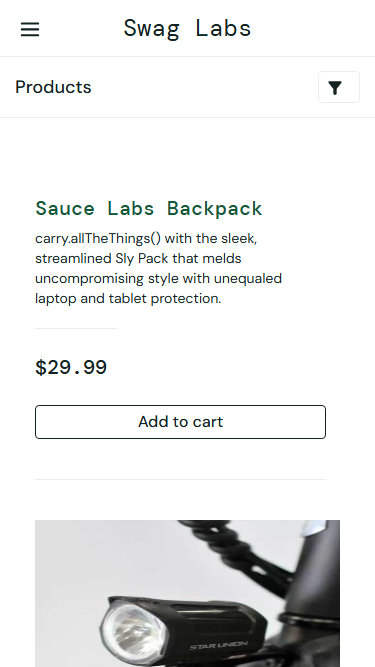 Swag Labs
Products
Sauce Labs Backpack
carry.allTheThings() with the sleek,
streamlined Sly Pack that melds
uncompromising style with unequaled
laptop and tablet protection.
$29.99
Add to cart
STAR UNION